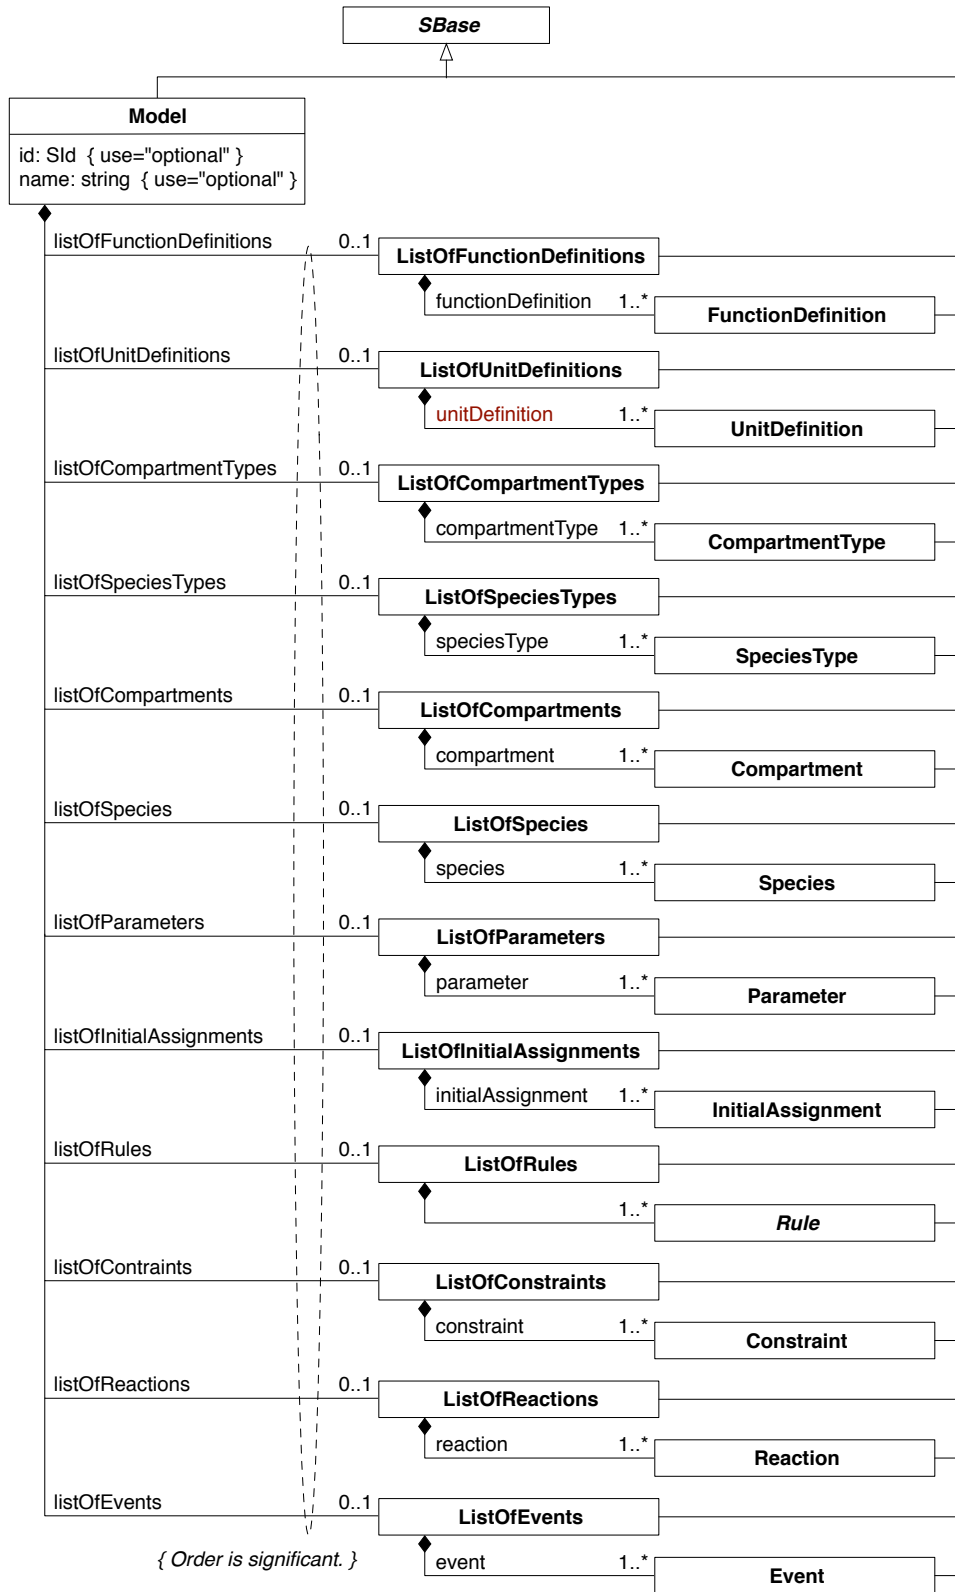 SBase
Model
id: SId { use="optional" }
name: string { use="optional" }
listOfFunctionDefinitions 0..1 ListOfFunctionDefinitions
functionDefinition 1..* FunctionDefinition
listOfUnitDefinitions 0..1 ListOfUnitDefinitions
unitDefinition 1..* UnitDefinition
listOfCompartmentTypes 0..1 ListOfCompartmentTypes
compartmentType 1..* CompartmentType
listOfSpeciesTypes 0..1 ListOfSpeciesTypes
speciesType 1..* SpeciesType
listOfCompartments 0..1 ListOfCompartments
compartment 1..* Compartment
listOfSpecies 0..1 ListOfSpecies
species 1..* Species
listOfParameters 0..1 ListOfParameters
parameter 1..* Parameter
listOfInitialAssignments 0..1 ListOfInitialAssignments
initialAssignment 1..* InitialAssignment
listOfRules 0..1 ListOfRules
1..* Rule
listOfContraints 0..1 ListOfConstraints
constraint 1..* Constraint
listOfReactions 0..1 ListOfReactions
reaction 1..* Reaction
listOfEvents 0..1 ListOfEvents
{ Order is significant. } event 1..* Event